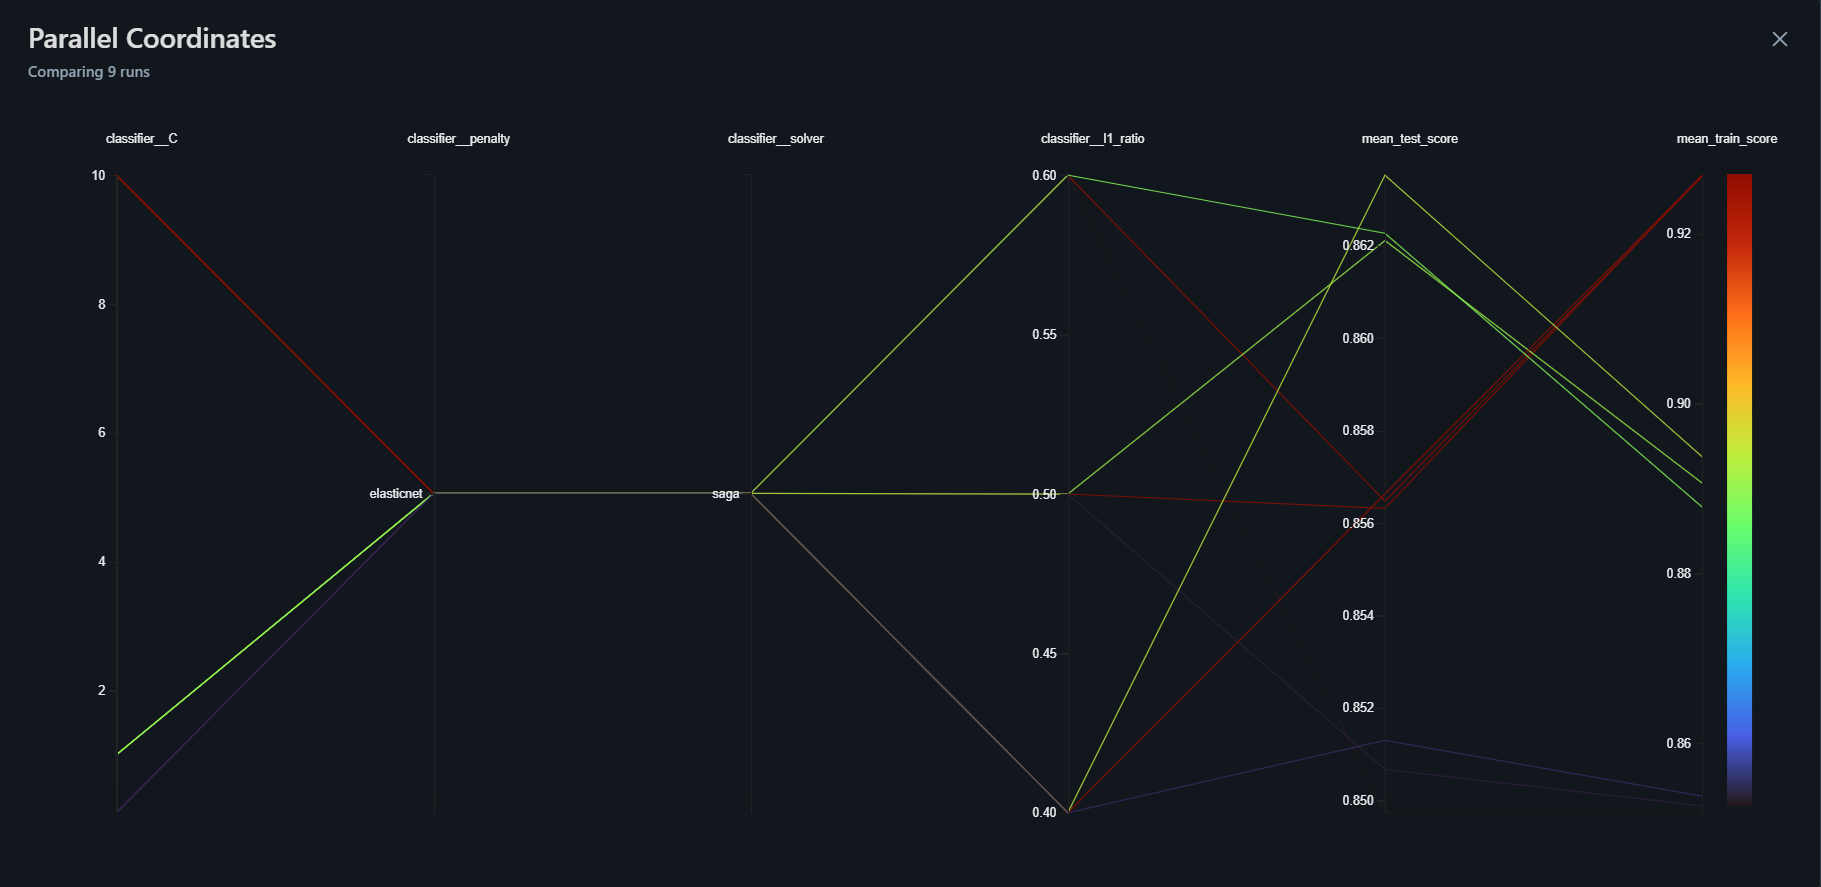 Parallel Coordinates
Comparing 9 runs
classifier__C
classifier__penalty
classifier__solver
classifier__l1_ratio
mean_test_score
mean_train_score
10
8
6
4
2
elasticnet
saga
0.60
0.55
0.50
0.45
0.40
0.862
0.860
0.858
0.856
0.854
0.852
0.850
0.92
0.90
0.88
0.86